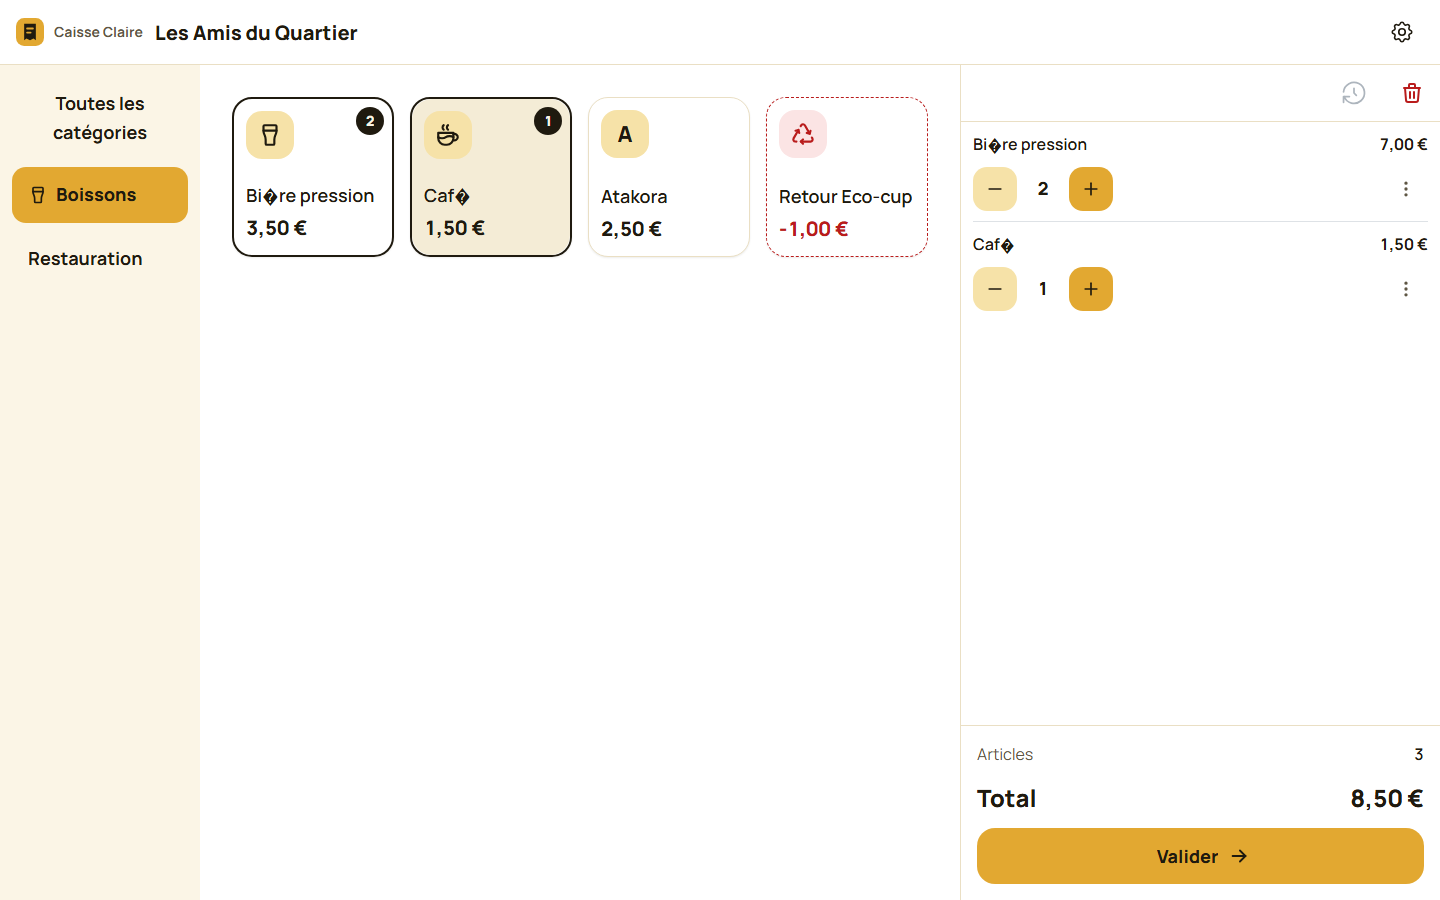 Caisse Claire Les Amis du Quartier
Toutes les
catégories
Boissons
Restauration
2
Bi�re pression
3,50 €
1
Caf�
1,50 €
A
Atakora
2,50 €
Retour Eco-cup
-1,00 €
Bi�re pression 7,00 €
− 2 +
Caf� 1,50 €
− 1 +
Articles 3
Total 8,50 €
Valider →